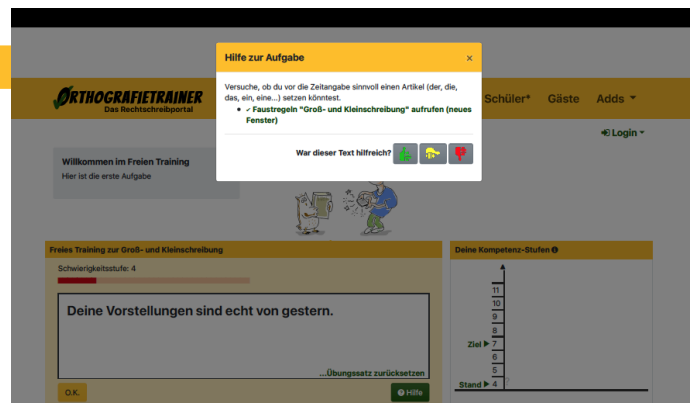 Hilfe zur Aufgabe ×
Versuche, ob du vor die Zeitangabe sinnvoll einen Artikel (der, die,
das, ein, eine...) setzen könntest.
✓ Faustregeln "Groß- und Kleinschreibung" aufrufen (neues
Fenster)
War dieser Text hilfreich?
ORTHOGRAFIETRAINER
Das Rechtschreibportal
Schüler* Gäste Adds
Login
Willkommen im Freien Training
Hier ist die erste Aufgabe
Freies Training zur Groß- und Kleinschreibung
Schwierigkeitsstufe: 4
Deine Vorstellungen sind echt von gestern.
...Übungssatz zurücksetzen
O.K.
Hilfe
Deine Kompetenz-Stufen
11
10
9
8
Ziel 7
6
5
Stand 4